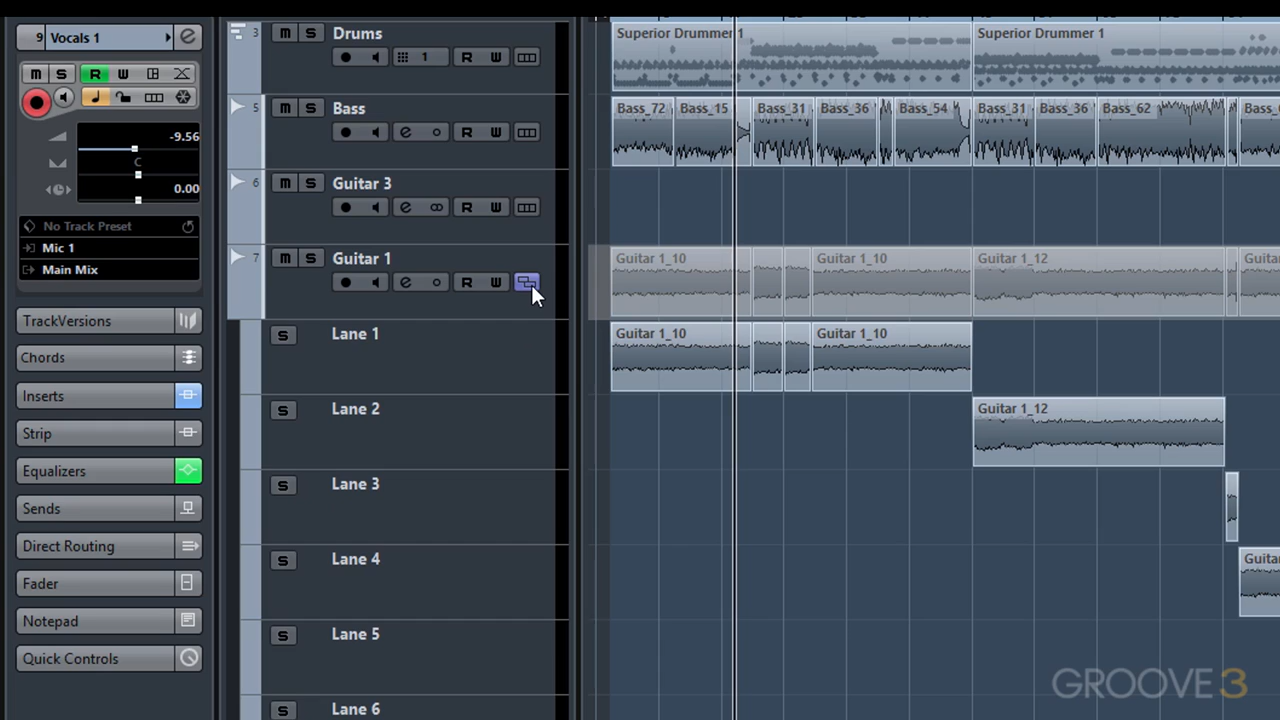 9 Vocals 1
M S R W
-9.56
C
0.00
No Track Preset
Mic 1
Main Mix
TrackVersions
Chords
Inserts
Strip
Equalizers
Sends
Direct Routing
Fader
Notepad
Quick Controls
3 M S Drums
1 R W
5 M S Bass
R W
6 M S Guitar 3
R W
7 M S Guitar 1
R W
S Lane 1
S Lane 2
S Lane 3
S Lane 4
S Lane 5
S Lane 6
Superior Drummer 1 Superior Drummer 1
Bass_72 Bass_15 Bass_31 Bass_36 Bass_54 Bass_31 Bass_36 Bass_62 Bass_
Guitar 1_10 Guitar 1_10 Guitar 1_12 Guita
Guitar 1_10 Guitar 1_10
Guitar 1_12
Guita
GROOVE3